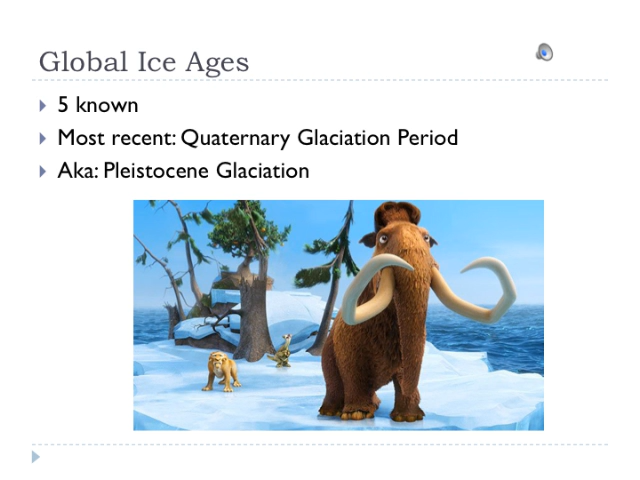 Global Ice Ages
5 known
Most recent: Quaternary Glaciation Period
Aka: Pleistocene Glaciation